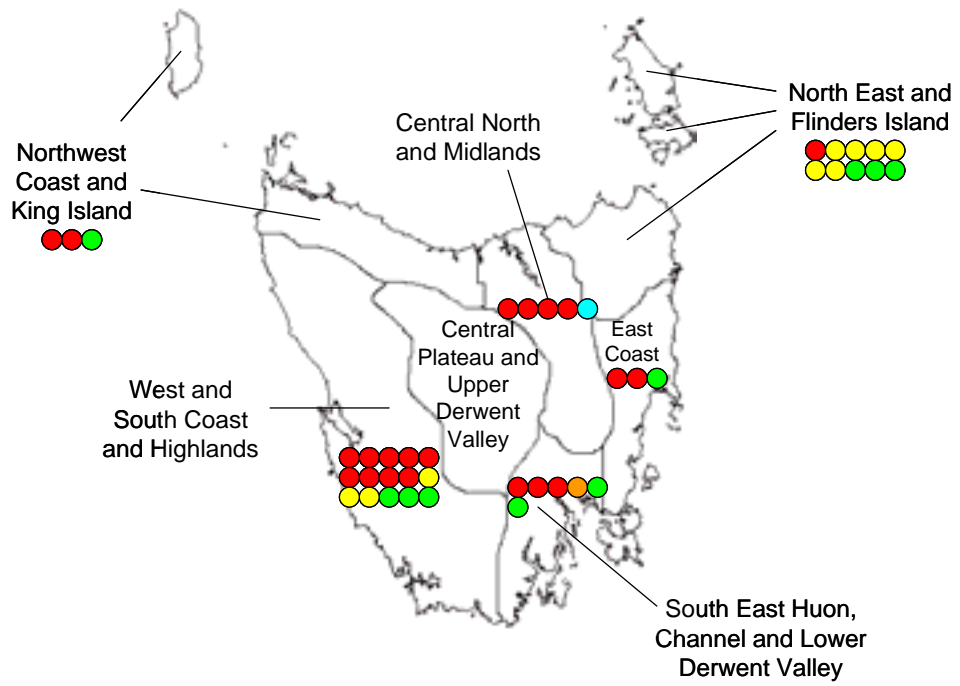 North East and
Flinders Island
Central North
and Midlands
Northwest
Coast and
King Island
Central
Plateau and
Upper
Derwent
Valley
East
Coast
West and
South Coast
and Highlands
South East Huon,
Channel and Lower
Derwent Valley